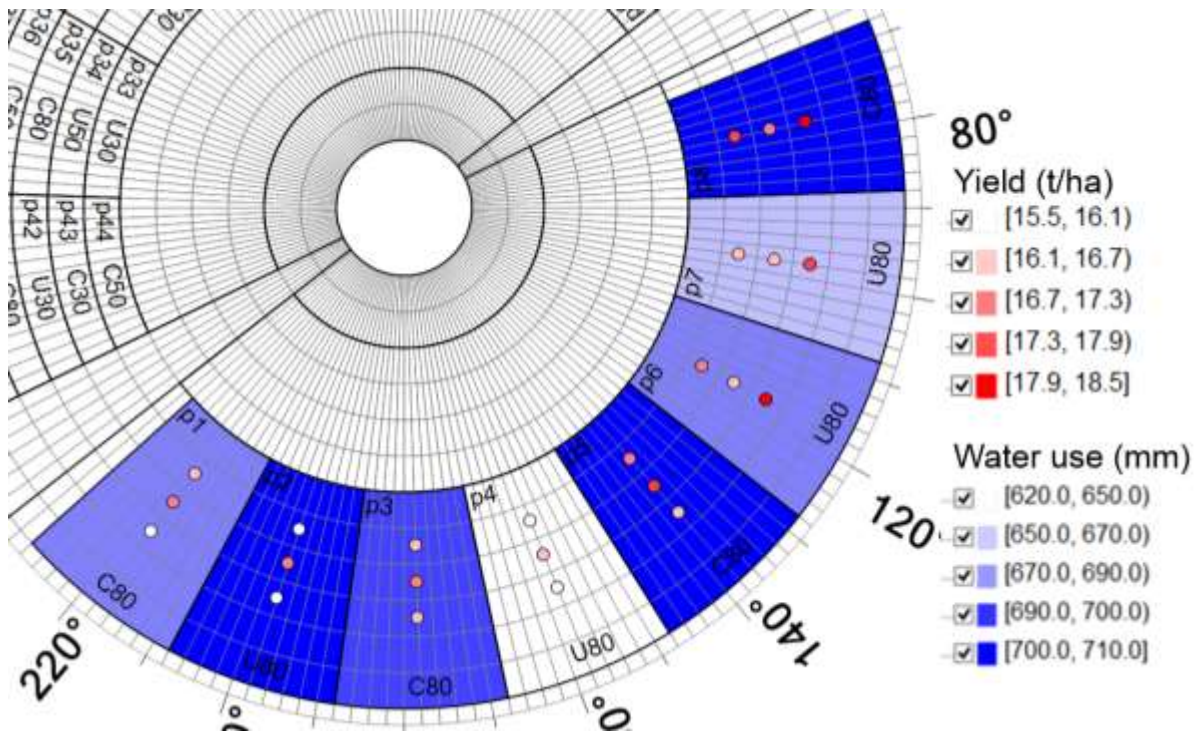 p36
p35
p34
p33
C80
U50
U30
p42
p43
p44
U30
C30
C50
80°
p7
U80
p6
U80
120°
p5
C80
140°
p4
U80
p3
C80
p2
U80
p1
C80
220°
Yield (t/ha)
[15.5, 16.1)
[16.1, 16.7)
[16.7, 17.3)
[17.3, 17.9)
[17.9, 18.5]
Water use (mm)
[620.0, 650.0)
[650.0, 670.0)
[670.0, 690.0)
[690.0, 700.0)
[700.0, 710.0]